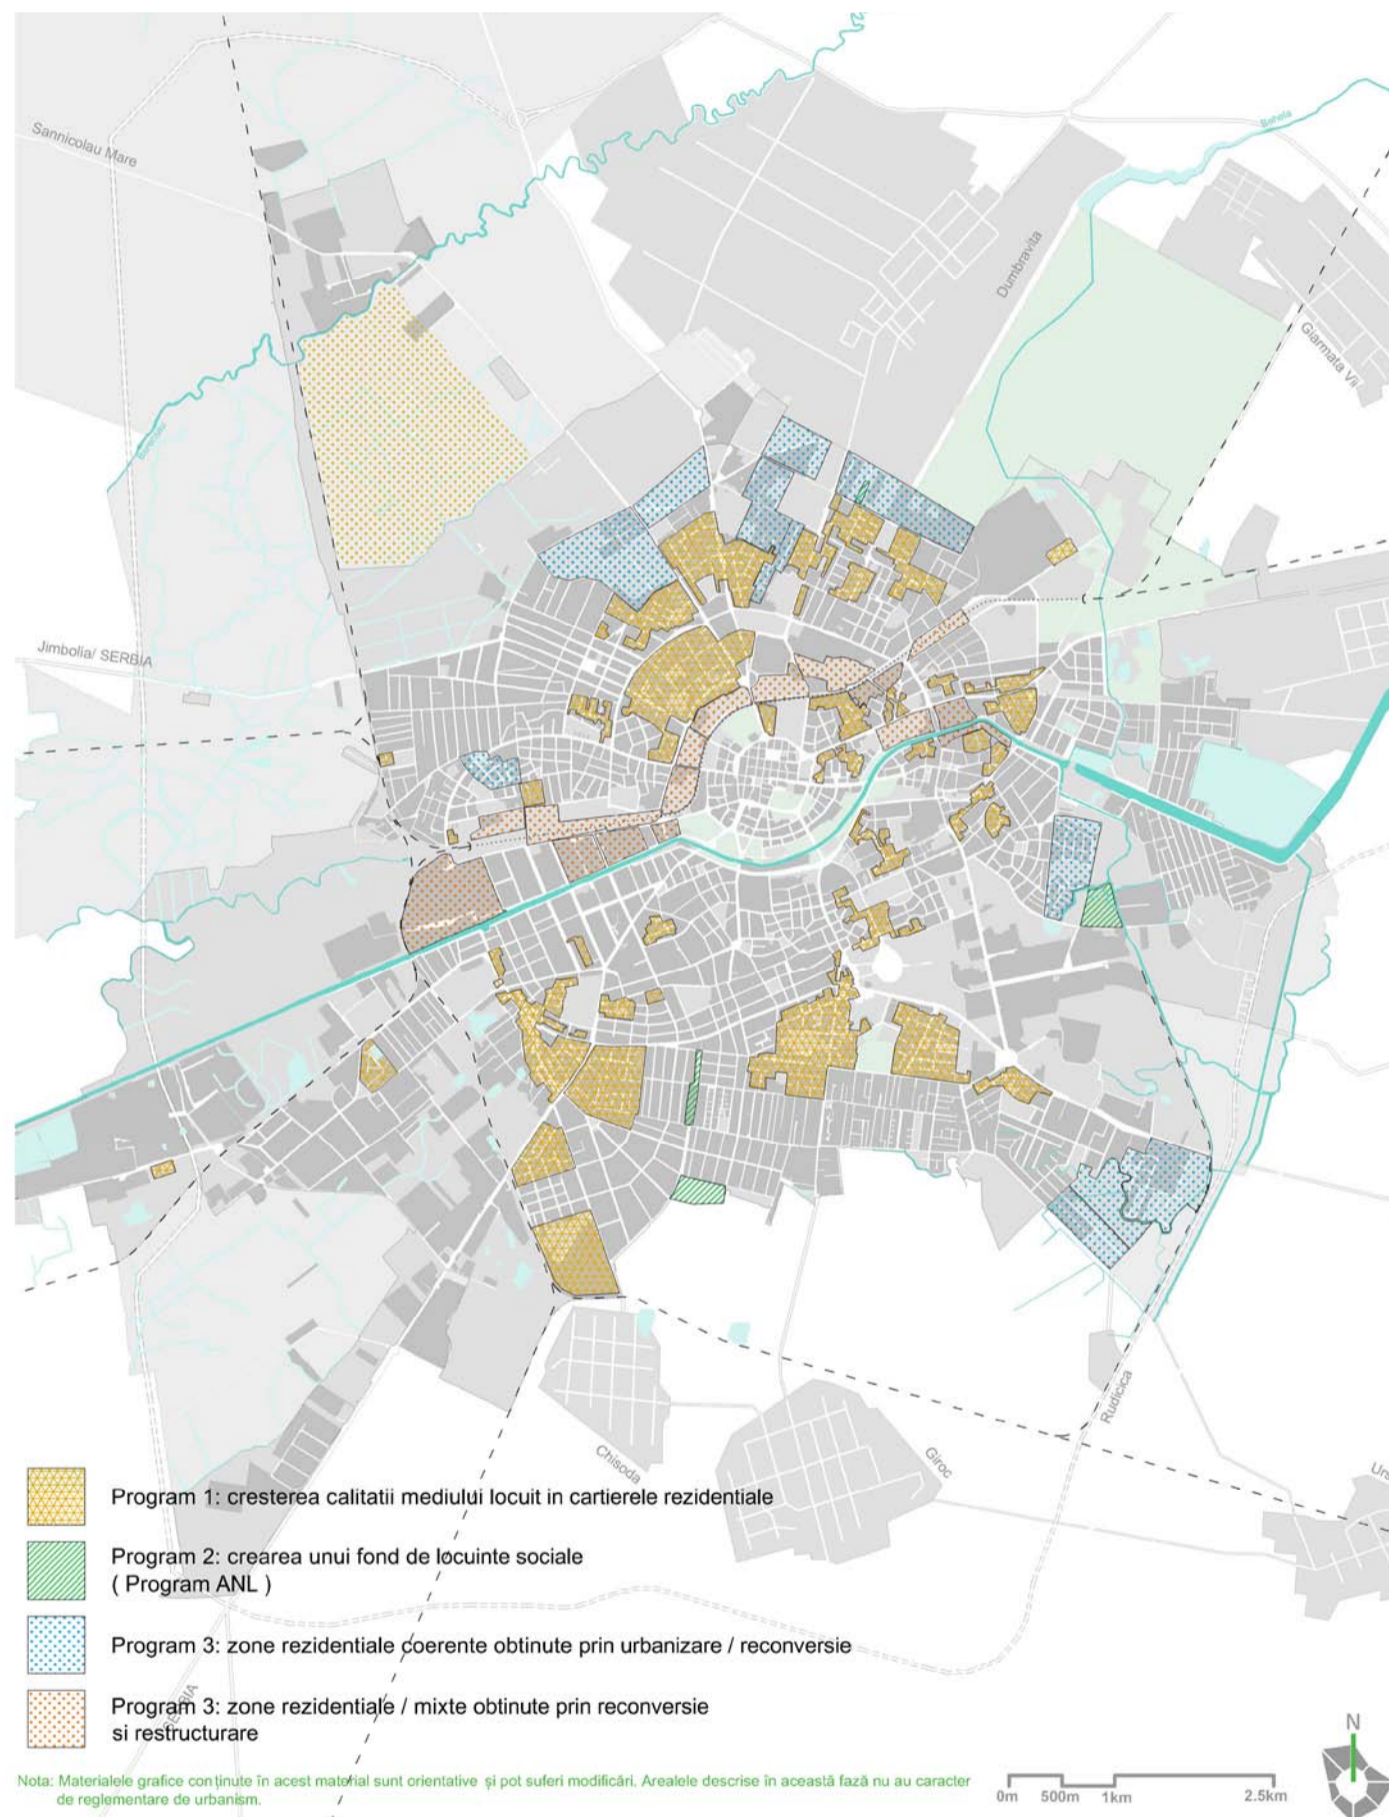 Sannicolau Mare
Behela
Dumbravita
Giarmata Vii
Jimbolia/ SERBIA
Rudicica
Chisoda
Giroc
Program 1: cresterea calitatii mediului locuit in cartierele rezidentiale
Program 2: crearea unui fond de locuinte sociale
( Program ANL )
Program 3: zone rezidentiale coerente obtinute prin urbanizare / reconversie
Program 3: zone rezidentiale / mixte obtinute prin reconversie
si restructurare
SERBIA
N
Nota: Materialele grafice conținute în acest material sunt orientative și pot suferi modificări. Arealele descrise în această fază nu au caracter
de reglementare de urbanism.
0m 500m 1km 2.5km